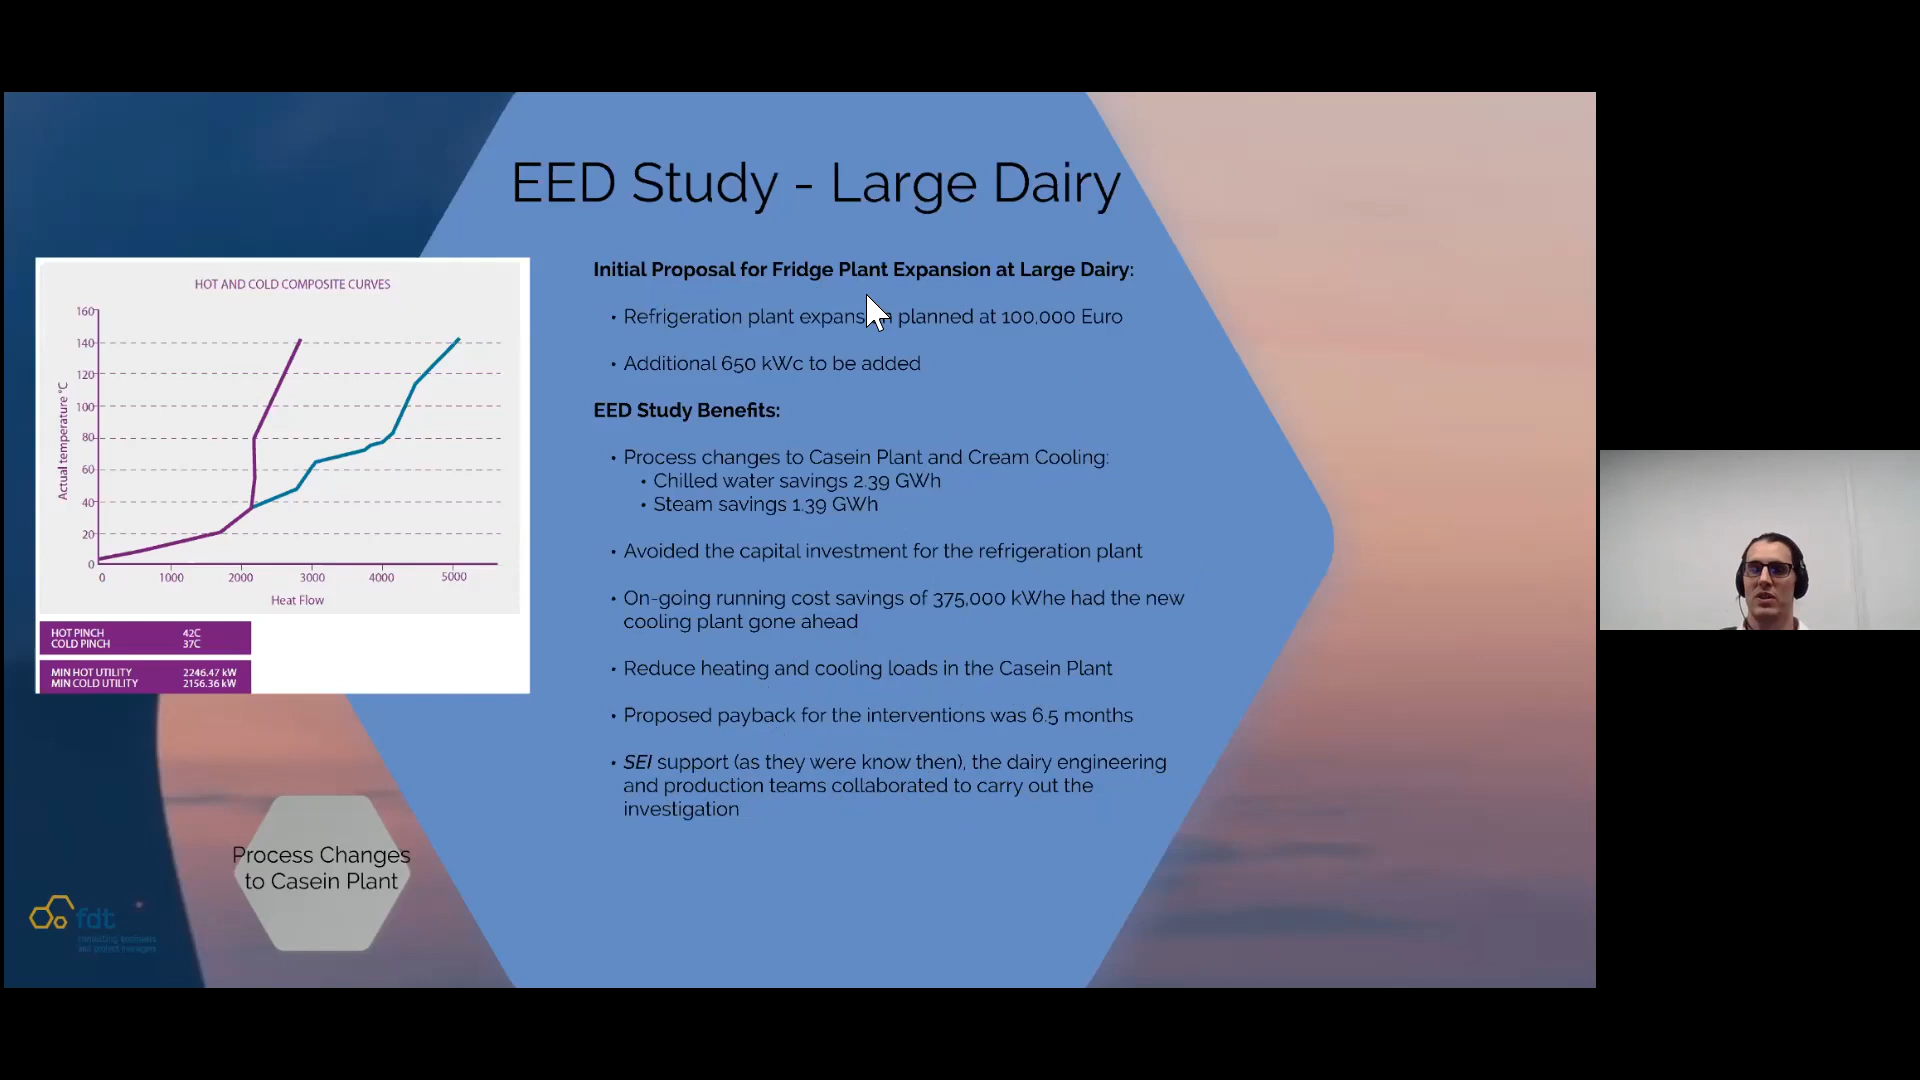 EED Study - Large Dairy
HOT AND COLD COMPOSITE CURVES
160
140
120
100
80
60
40
20
0
Actual temperature °C
0 1000 2000 3000 4000 5000
Heat Flow
HOT PINCH 42C
COLD PINCH 37C
MIN HOT UTILITY 2246.47 kW
MIN COLD UTILITY 2156.36 kW
Initial Proposal for Fridge Plant Expansion at Large Dairy:
• Refrigeration plant expansion planned at 100,000 Euro
• Additional 650 kWc to be added
EED Study Benefits:
• Process changes to Casein Plant and Cream Cooling:
• Chilled water savings 2.39 GWh
• Steam savings 1.39 GWh
• Avoided the capital investment for the refrigeration plant
• On-going running cost savings of 375,000 kWhe had the new
cooling plant gone ahead
• Reduce heating and cooling loads in the Casein Plant
• Proposed payback for the interventions was 6.5 months
• SEI support (as they were know then), the dairy engineering
and production teams collaborated to carry out the
investigation
Process Changes
to Casein Plant
fdt
consulting engineers
and project managers